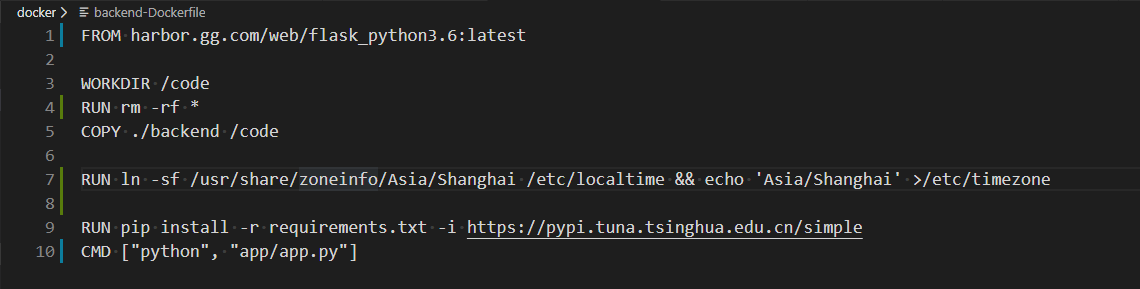 docker > backend-Dockerfile
1 FROM harbor.gg.com/web/flask_python3.6:latest
2
3 WORKDIR /code
4 RUN rm -rf *
5 COPY ./backend /code
6
7 RUN ln -sf /usr/share/zoneinfo/Asia/Shanghai /etc/localtime && echo 'Asia/Shanghai' >/etc/timezone
8
9 RUN pip install -r requirements.txt -i https://pypi.tuna.tsinghua.edu.cn/simple
10 CMD ["python", "app/app.py"]